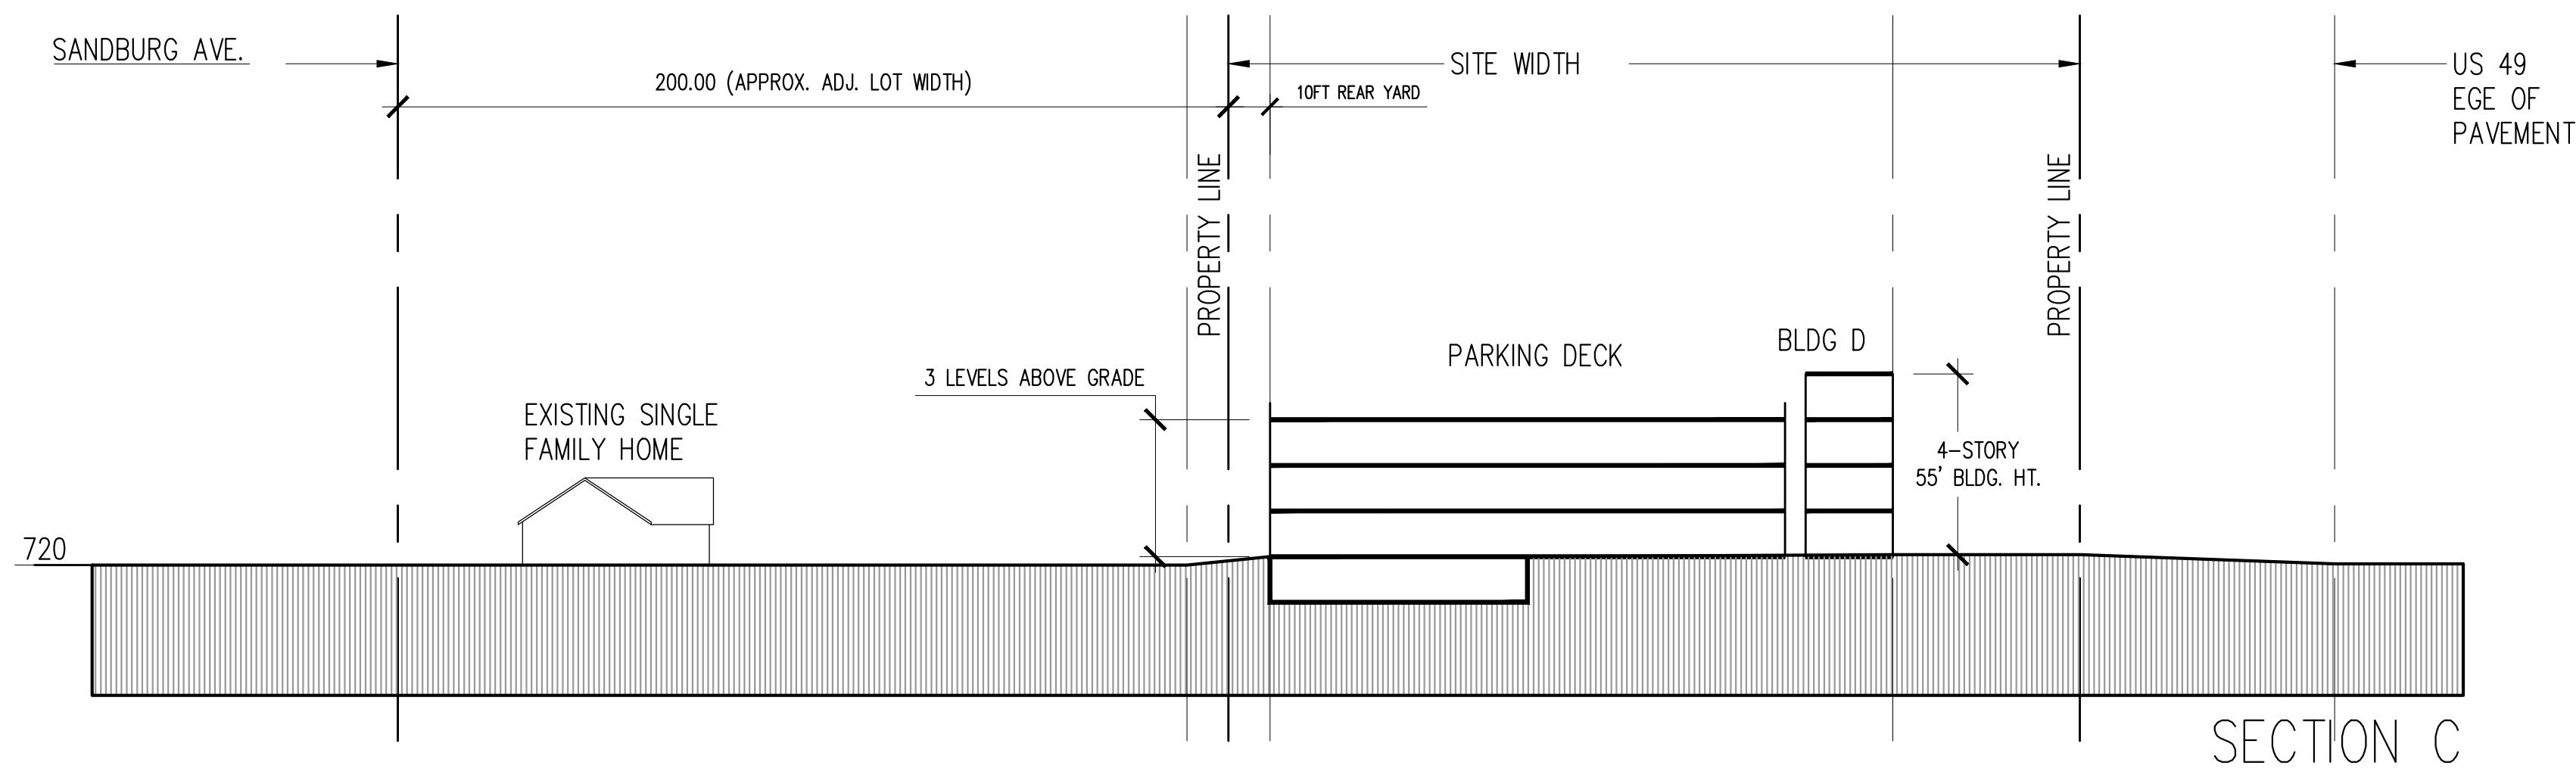 SANDBURG AVE.
200.00 (APPROX. ADJ. LOT WIDTH)
SITE WIDTH
10FT REAR YARD
US 49
EGE OF
PAVEMENT
PROPERTY LINE
PROPERTY LINE
BLDG D
PARKING DECK
3 LEVELS ABOVE GRADE
EXISTING SINGLE
FAMILY HOME
4-STORY
55' BLDG. HT.
720
SECTION C